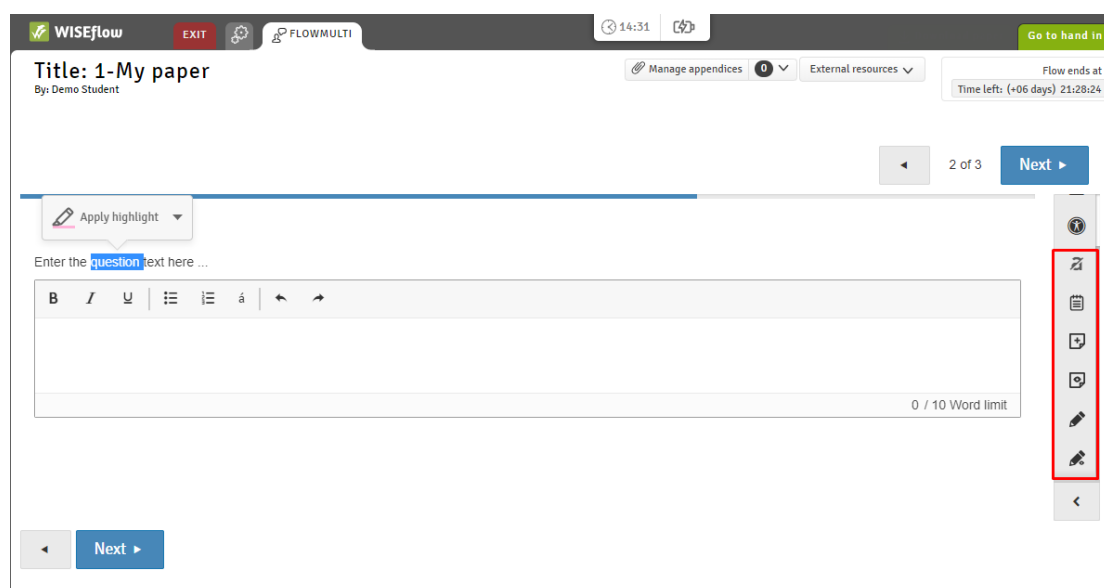 WISEflow
EXIT
FLOWMULTI
14:31
Go to hand in
Title: 1-My paper
By: Demo Student
Manage appendices 0
External resources
Flow ends at
Time left: (+06 days) 21:28:24
2 of 3
Next
Apply highlight
Enter the question text here ...
B I U á
0 / 10 Word limit
Next